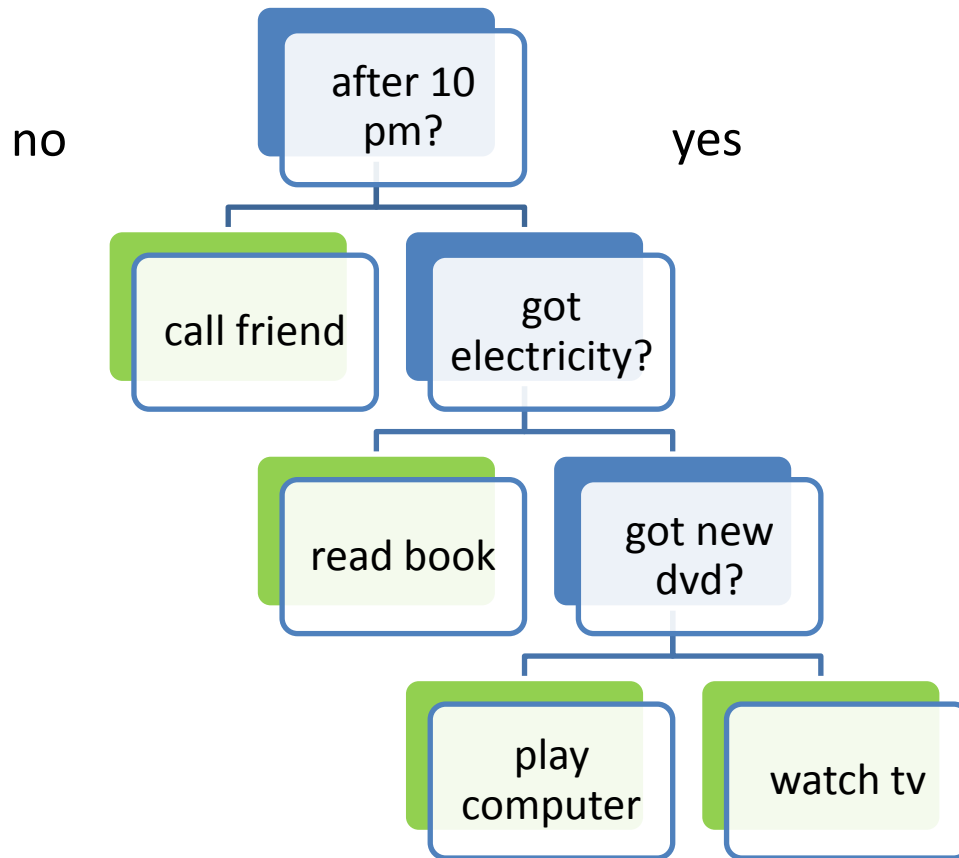 after 10
pm?
no
yes
call friend
got
electricity?
read book
got new
dvd?
play
computer
watch tv